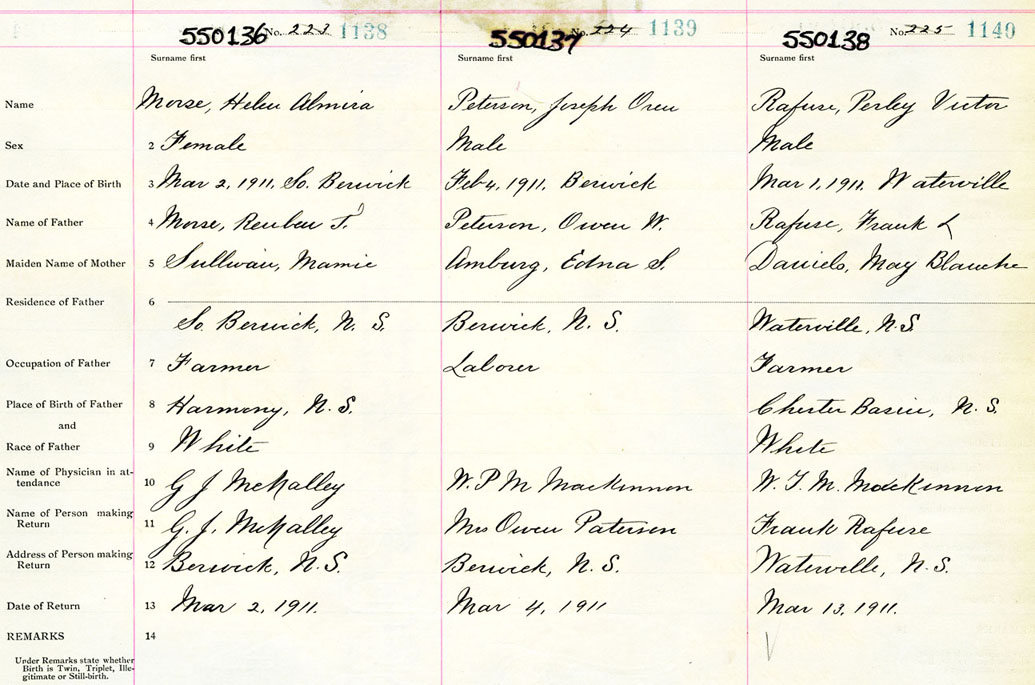 550136 No. 223 1138 550137 No. 224 1139 550138 No. 225 1140
Surname first Surname first Surname first
Name Morse, Helen Almira Peterson, Joseph Oren Rafuse, Perley Victor
Sex 2 Female Male Male
Date and Place of Birth 3 Mar 2, 1911, So. Berwick Feb 4, 1911, Berwick Mar 1, 1911, Waterville
Name of Father 4 Morse, Reuben T. Peterson, Owen W. Rafuse, Frank L
Maiden Name of Mother 5 Sullivan, Mamie Amburg, Edna S. Daniels, May Blanche
Residence of Father 6
So. Berwick, N. S. Berwick, N. S. Waterville, N.S
Occupation of Father 7 Farmer Laborer Farmer
Place of Birth of Father 8 Harmony, N. S. Chester Basin, N. S.
and
Race of Father 9 White White
Name of Physician in at-
tendance 10 G J McNalley W. P M MacKinnon W. T. M. MacKinnon
Name of Person making
Return 11 G. J. McNalley Mrs Owen Paterson Frank Rafuse
Address of Person making
Return 12 Berwick, N. S. Berwick, N. S. Waterville, N. S.
Date of Return 13 Mar 2, 1911. Mar 4, 1911 Mar 13, 1911.
REMARKS 14
Under Remarks state whether
Birth is Twin, Triplet, Ille-
gitimate or Still-birth.